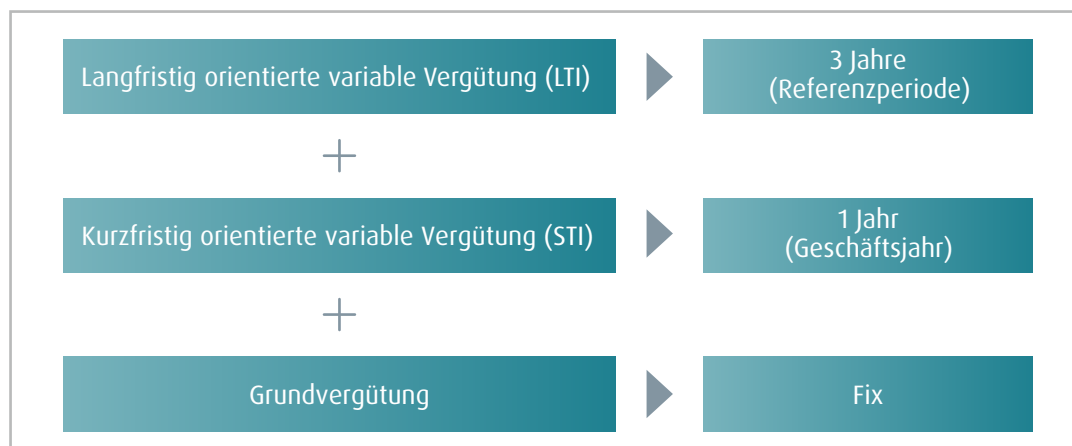 Langfristig orientierte variable Vergütung (LTI)
3 Jahre
(Referenzperiode)
+
Kurzfristig orientierte variable Vergütung (STI)
1 Jahr
(Geschäftsjahr)
+
Grundvergütung
Fix